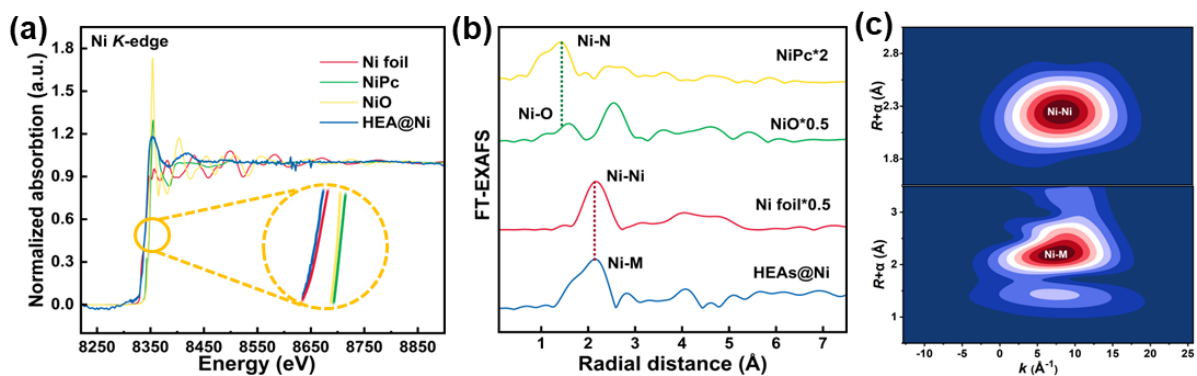 (a)
Ni K-edge
Ni foil
NiPc
NiO
HEA@Ni
Normalized absorption (a.u.)
1.8
1.5
1.2
0.9
0.6
0.3
0.0
8250 8350 8450 8550 8650 8750 8850
Energy (eV)
(b)
Ni-N
NiPc*2
Ni-O
NiO*0.5
Ni-Ni
Ni foil*0.5
Ni-M
HEAs@Ni
FT-EXAFS
1 2 3 4 5 6 7
Radial distance (Å)
(c)
2.8
2.3
1.8
R+α (Å)
Ni-Ni
3
2
1
R+α (Å)
Ni-M
-10 -5 0 5 10 15 20 25
k (Å⁻¹)